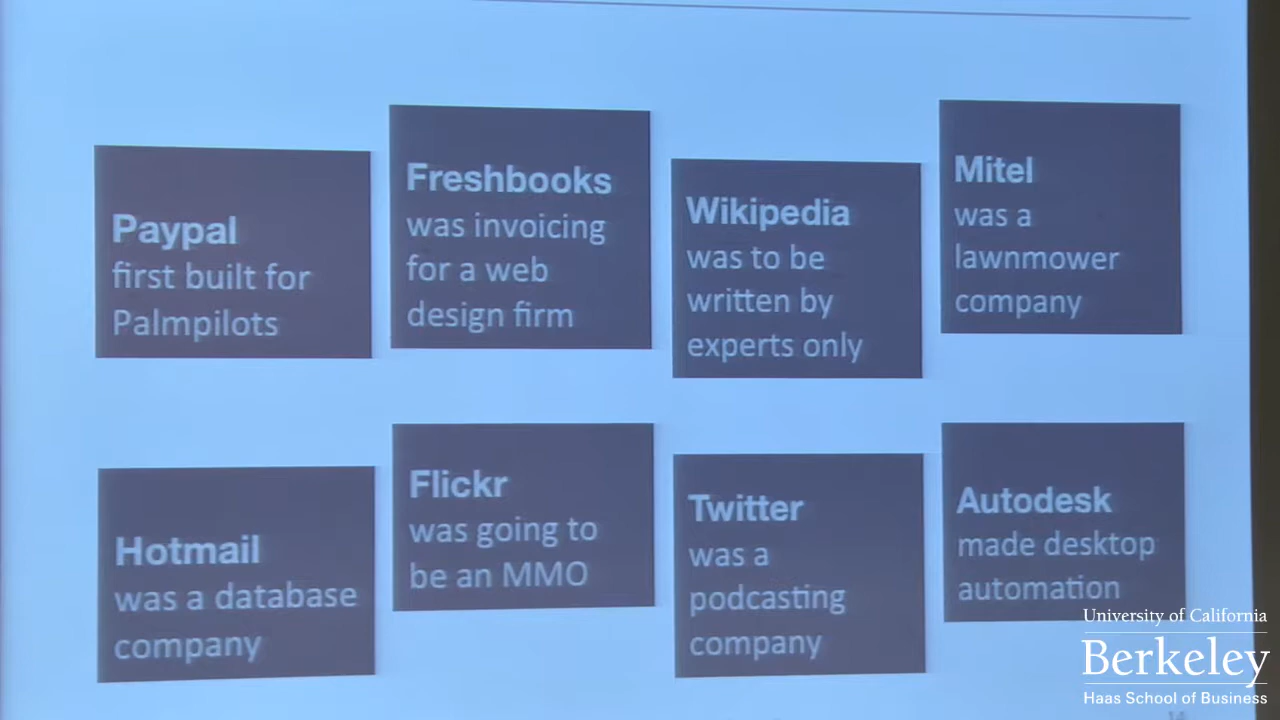 Paypal
first built for
Palmpilots
Freshbooks
was invoicing
for a web
design firm
Wikipedia
was to be
written by
experts only
Mitel
was a
lawnmower
company
Hotmail
was a database
company
Flickr
was going to
be an MMO
Twitter
was a
podcasting
company
Autodesk
made desktop
automation
University of California
Berkeley
Haas School of Business